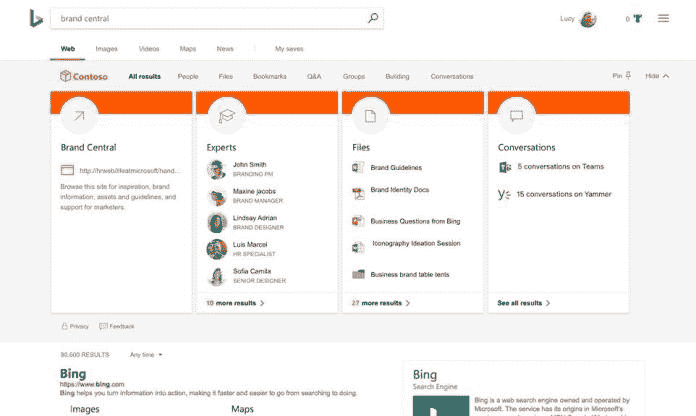 brand central
Lucy
0
Web Images Videos Maps News My saves
Contoso All results People Files Bookmarks Q&A Groups Building Conversations Pin Hide
Brand Central
http://hrweb/lifeatmicrosoft/hand...
Browse this site for inspiration, brand
information, assets and guidelines, and
support for marketers.
Experts
John Smith
BRANDING PM
Maxine jacobs
BRAND MANAGER
Lindsay Adrian
BRAND DESIGNER
Luis Marcel
HR SPECIALIST
Sofia Camila
SENIOR DESIGNER
19 more results
Files
Brand Guidelines
Brand Identity Docs
Business Questions from Bing
Iconography Ideation Session
Business brand table tents
27 more results
Conversations
5 conversations on Teams
15 conversations on Yammer
See all results
Privacy Feedback
80,600 RESULTS Any time
Bing
https://www.bing.com
Bing helps you turn information into action, making it faster and easier to go from searching to doing.
Images Maps
Bing
Search Engine
Bing is a web search engine owned and operated by
Microsoft. The service has its origins in Microsoft's